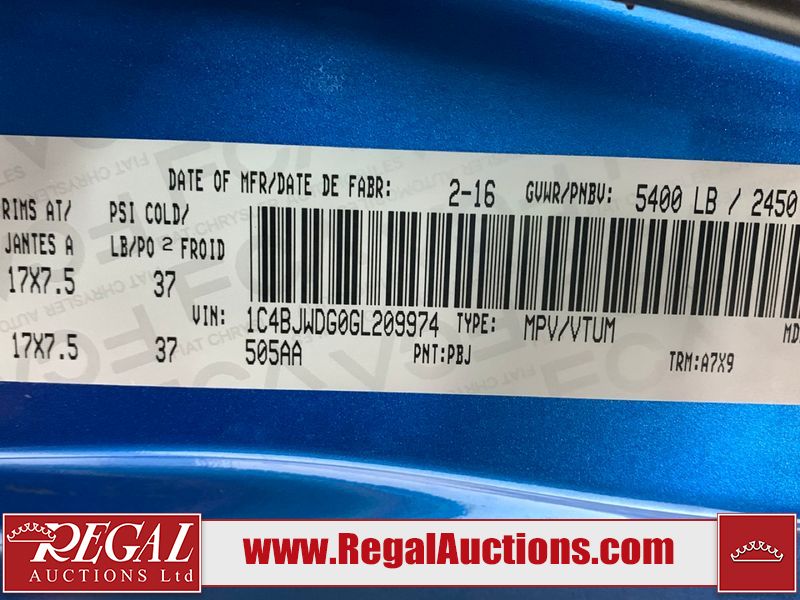 DATE OF MFR/DATE DE FABR: 2-16 GVWR/PNBV: 5400 LB / 2450
RIMS AT/ PSI COLD/
JANTES A LB/PO 2 FROID
17X7.5 37
VIN: 1C4BJWDG0GL209974 TYPE: MPV/VTUM MD
17X7.5 37 505AA PNT:PBJ TRM:A7X9
REGAL
AUCTIONS Ltd
www.RegalAuctions.com